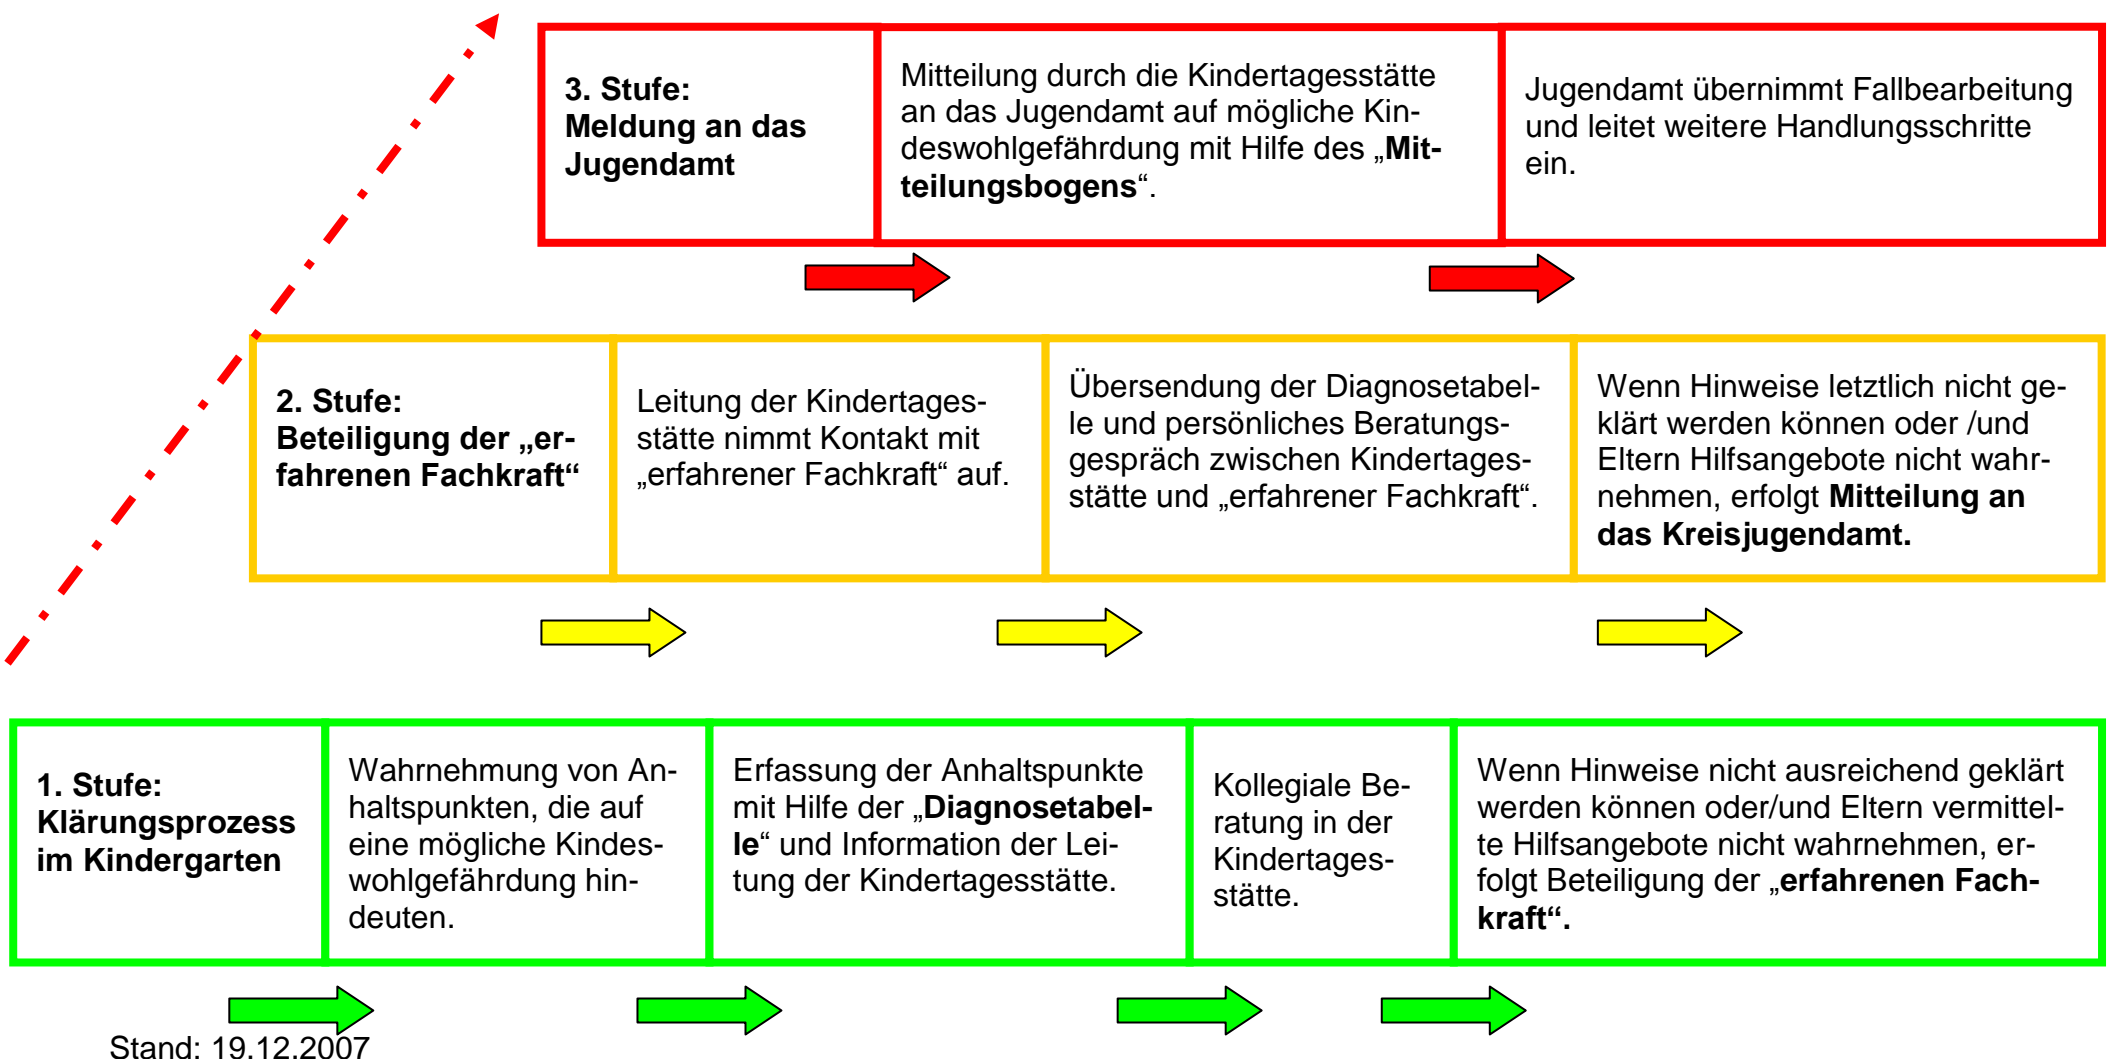 3. Stufe:
Meldung an das
Jugendamt
Mitteilung durch die Kindertagesstätte
an das Jugendamt auf mögliche Kin-
deswohlgefährdung mit Hilfe des „Mit-
teilungsbogens“.
Jugendamt übernimmt Fallbearbeitung
und leitet weitere Handlungsschritte
ein.
2. Stufe:
Beteiligung der „er-
fahrenen Fachkraft“
Leitung der Kindertages-
stätte nimmt Kontakt mit
„erfahrener Fachkraft“ auf.
Übersendung der Diagnosetabel-
le und persönliches Beratungs-
gespräch zwischen Kindertages-
stätte und „erfahrener Fachkraft“.
Wenn Hinweise letztlich nicht ge-
klärt werden können oder /und
Eltern Hilfsangebote nicht wahr-
nehmen, erfolgt Mitteilung an
das Kreisjugendamt.
1. Stufe:
Klärungsprozess
im Kindergarten
Wahrnehmung von An-
haltspunkten, die auf
eine mögliche Kindes-
wohlgefährdung hin-
deuten.
Erfassung der Anhaltspunkte
mit Hilfe der „Diagnosetabel-
le“ und Information der Lei-
tung der Kindertagesstätte.
Kollegiale Be-
ratung in der
Kindertages-
stätte.
Wenn Hinweise nicht ausreichend geklärt
werden können oder/und Eltern vermittel-
te Hilfsangebote nicht wahrnehmen, er-
folgt Beteiligung der „erfahrenen Fach-
kraft“.
Stand: 19.12.2007